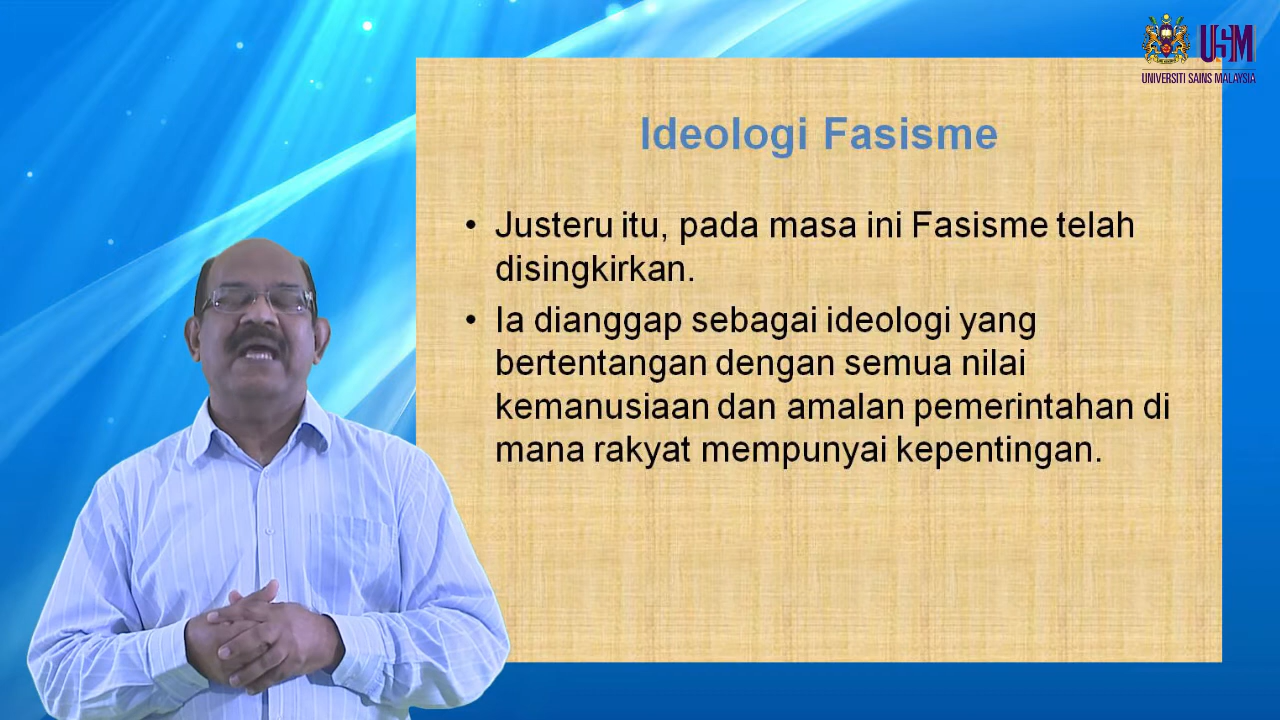 USM
UNIVERSITI SAINS MALAYSIA
Ideologi Fasisme
• Justeru itu, pada masa ini Fasisme telah
disingkirkan.
• Ia dianggap sebagai ideologi yang
bertentangan dengan semua nilai
kemanusiaan dan amalan pemerintahan di
mana rakyat mempunyai kepentingan.